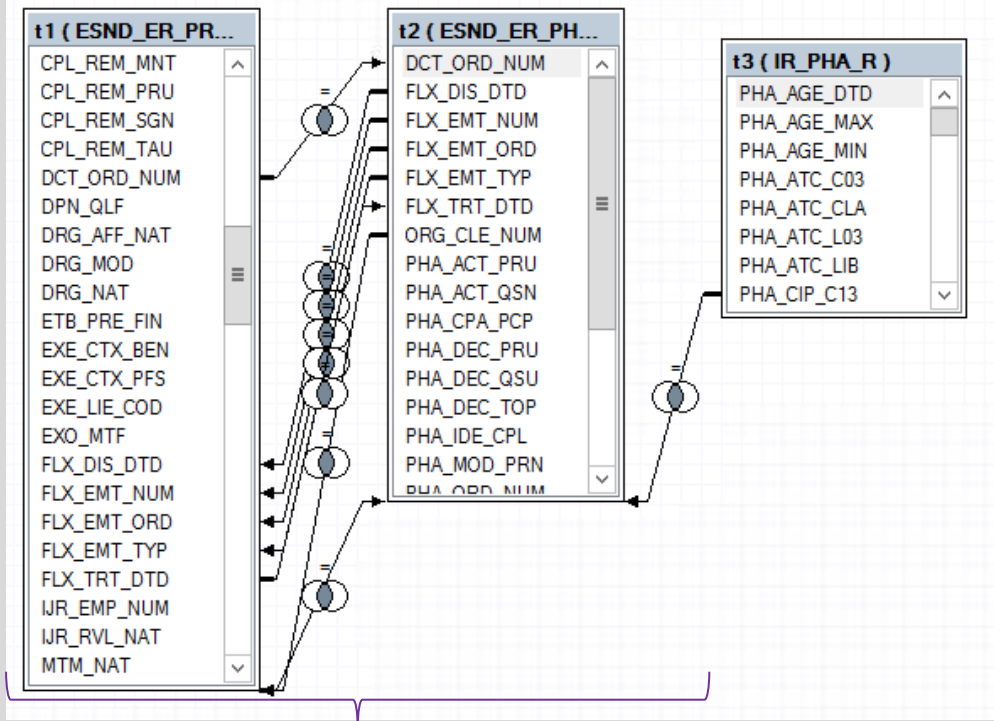 t1 ( ESND_ER_PR...
CPL_REM_MNT
CPL_REM_PRU
CPL_REM_SGN
CPL_REM_TAU
DCT_ORD_NUM
DPN_QLF
DRG_AFF_NAT
DRG_MOD
DRG_NAT
ETB_PRE_FIN
EXE_CTX_BEN
EXE_CTX_PFS
EXE_LIE_COD
EXO_MTF
FLX_DIS_DTD
FLX_EMT_NUM
FLX_EMT_ORD
FLX_EMT_TYP
FLX_TRT_DTD
IJR_EMP_NUM
IJR_RVL_NAT
MTM_NAT
=
=
=
=
=
=
=
=
t2 ( ESND_ER_PH...
DCT_ORD_NUM
FLX_DIS_DTD
FLX_EMT_NUM
FLX_EMT_ORD
FLX_EMT_TYP
FLX_TRT_DTD
ORG_CLE_NUM
PHA_ACT_PRU
PHA_ACT_QSN
PHA_CPA_PCP
PHA_DEC_PRU
PHA_DEC_QSU
PHA_DEC_TOP
PHA_IDE_CPL
PHA_MOD_PRN
PHA_ORD_NUM
=
t3 ( IR_PHA_R )
PHA_AGE_DTD
PHA_AGE_MAX
PHA_AGE_MIN
PHA_ATC_C03
PHA_ATC_CLA
PHA_ATC_L03
PHA_ATC_LIB
PHA_CIP_C13